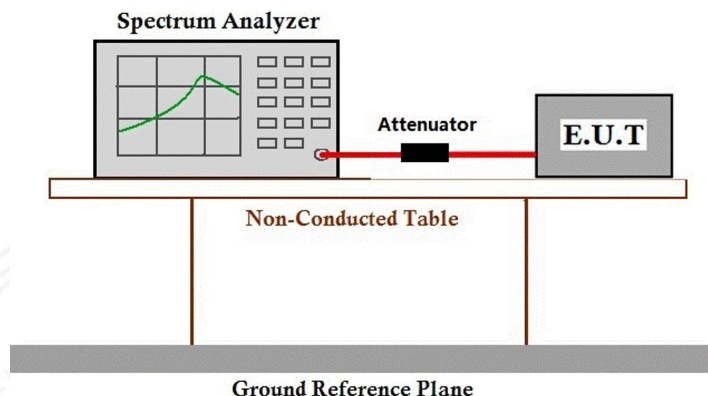 Spectrum Analyzer
Attenuator
E.U.T
Non-Conducted Table
Ground Reference Plane